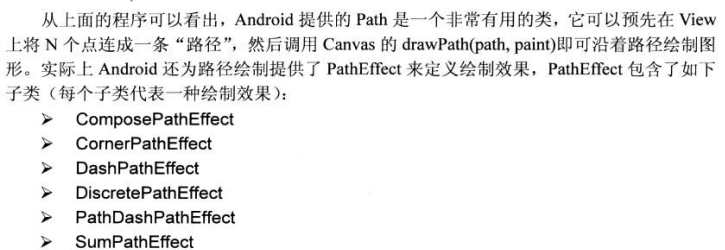 从上面的程序可以看出，Android 提供的 Path 是一个非常有用的类，它可以预先在 View
上将 N 个点连成一条“路径”，然后调用 Canvas 的 drawPath(path, paint)即可沿着路径绘制图
形。实际上 Android 还为路径绘制提供了 PathEffect 来定义绘制效果，PathEffect 包含了如下
子类（每个子类代表一种绘制效果）：
➢ ComposePathEffect
➢ CornerPathEffect
➢ DashPathEffect
➢ DiscretePathEffect
➢ PathDashPathEffect
➢ SumPathEffect